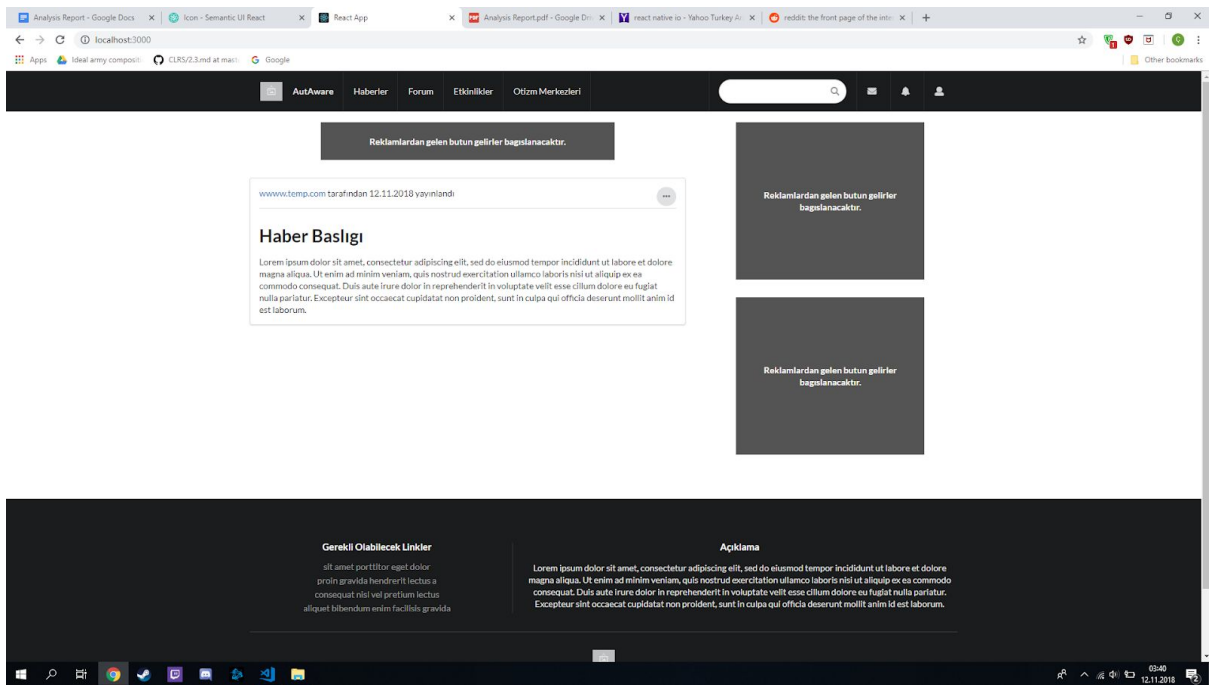 Analysis Report - Google Docs
Icon - Semantic UI React
React App
Analysis Report.pdf - Google Dri
react native io - Yahoo Turkey
reddit: the front page of the inte
localhost:3000
Apps
Ideal army compositi
CLRS/2.3.md at mast
Google
Other bookmarks
AutAware
Haberler
Forum
Etkinlikler
Otizm Merkezleri
Reklamlardan gelen butun gelirler bagıslanacaktır.
wwww.temp.com tarafından 12.11.2018 yayınlandı
Haber Baslıgı
Lorem ipsum dolor sit amet, consectetur adipiscing elit, sed do eiusmod tempor incididunt ut labore et dolore
magna aliqua. Ut enim ad minim veniam, quis nostrud exercitation ullamco laboris nisi ut aliquip ex ea
commodo consequat. Duis aute irure dolor in reprehenderit in voluptate velit esse cillum dolore eu fugiat
nulla pariatur. Excepteur sint occaecat cupidatat non proident, sunt in culpa qui officia deserunt mollit anim id
est laborum.
Reklamlardan gelen butun gelirler
bagıslanacaktır.
Reklamlardan gelen butun gelirler
bagıslanacaktır.
Gerekli Olabilecek Linkler
sit amet porttitor eget dolor
proin gravida hendrerit lectus a
consequat nisl vel pretium lectus
aliquet bibendum enim facilisis gravida
Açıklama
Lorem ipsum dolor sit amet, consectetur adipiscing elit, sed do eiusmod tempor incididunt ut labore et dolore
magna aliqua. Ut enim ad minim veniam, quis nostrud exercitation ullamco laboris nisi ut aliquip ex ea commodo
consequat. Duis aute irure dolor in reprehenderit in voluptate velit esse cillum dolore eu fugiat nulla pariatur.
Excepteur sint occaecat cupidatat non proident, sunt in culpa qui officia deserunt mollit anim id est laborum.
03:40
12.11.2018